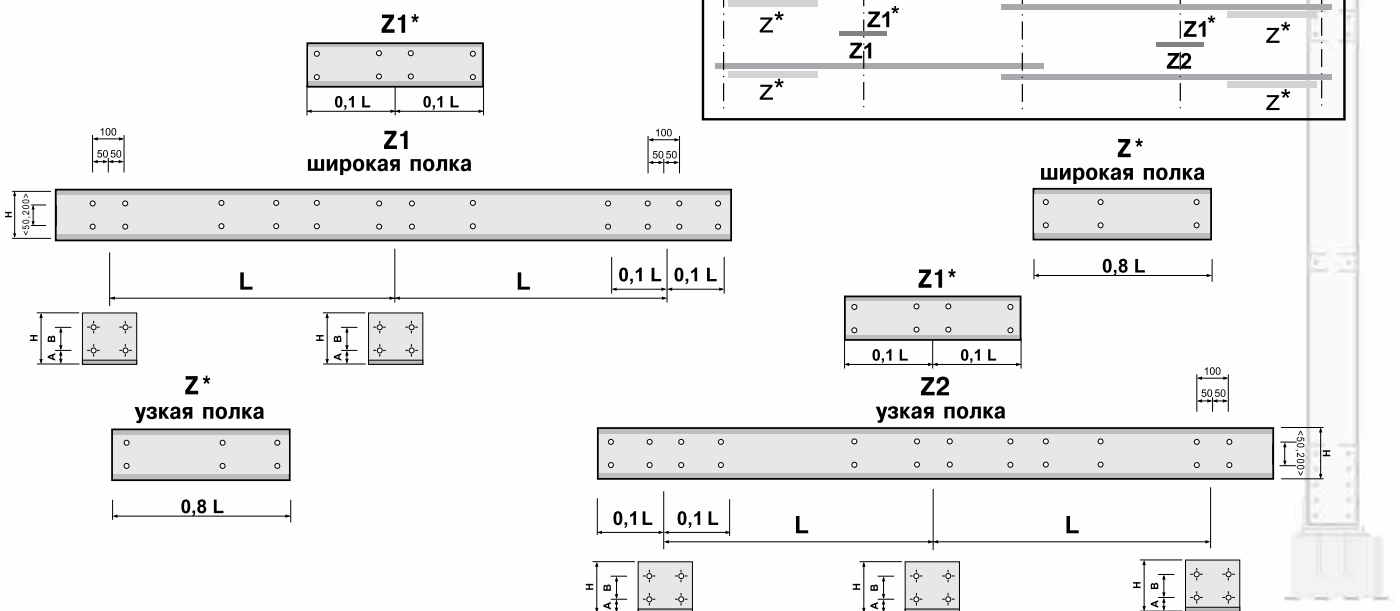 Z1*
0,1 L 0,1 L
Z* Z1* Z1* Z*
Z1 Z2
Z* Z*
Z1
широкая полка
100
50 50
100
50 50
H
<50,200>
L L 0,1 L 0,1 L
H B A
H B A
Z*
широкая полка
0,8 L
Z1*
0,1 L 0,1 L
Z*
узкая полка
0,8 L
Z2
узкая полка
100
50 50
<50,200>
H
0,1 L 0,1 L L L
H B A
H B A
H B A